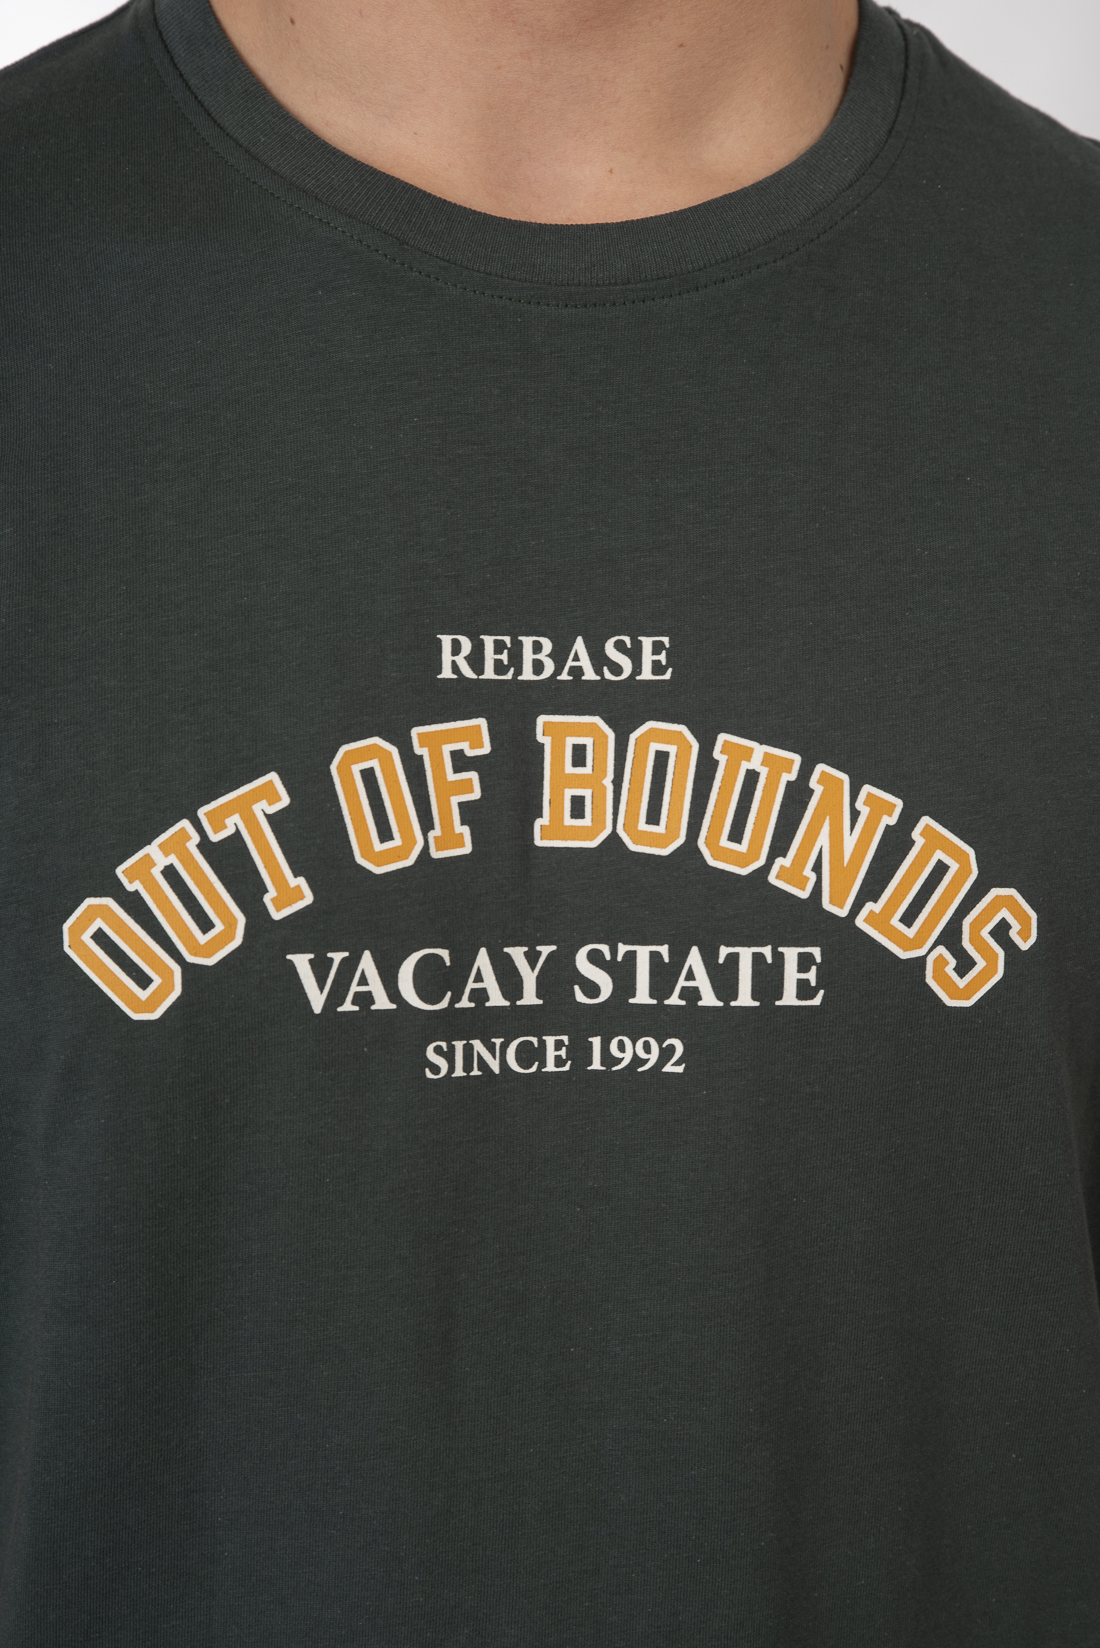 REBASE
OUT OF BOUNDS
VACAY STATE
SINCE 1992